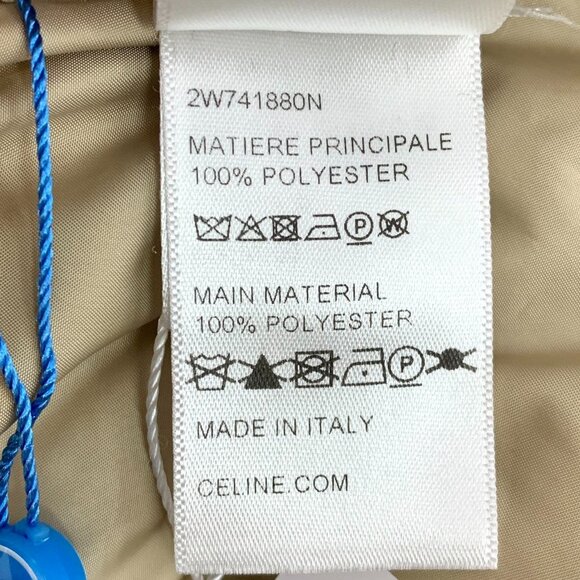 2W741880N
MATIERE PRINCIPALE
100% POLYESTER
P W
MAIN MATERIAL
100% POLYESTER
P
MADE IN ITALY
CELINE.COM